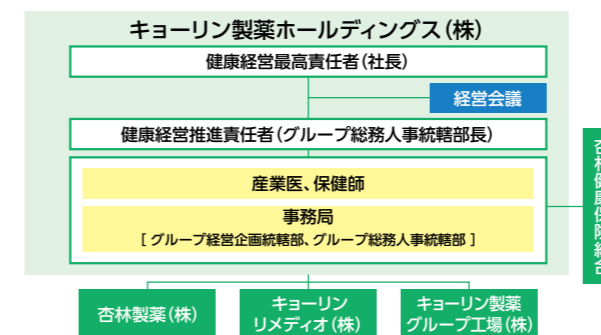 キョーリン製薬ホールディングス(株)
健康経営最高責任者(社長)
経営会議
健康経営推進責任者(グループ総務人事統轄部長)
産業医、保健師
事務局
[ グループ経営企画統轄部、グループ総務人事統轄部 ]
杏林健康保険組合
杏林製薬(株)
キョーリン
リメディオ(株)
キョーリン製薬
グループ工場(株)